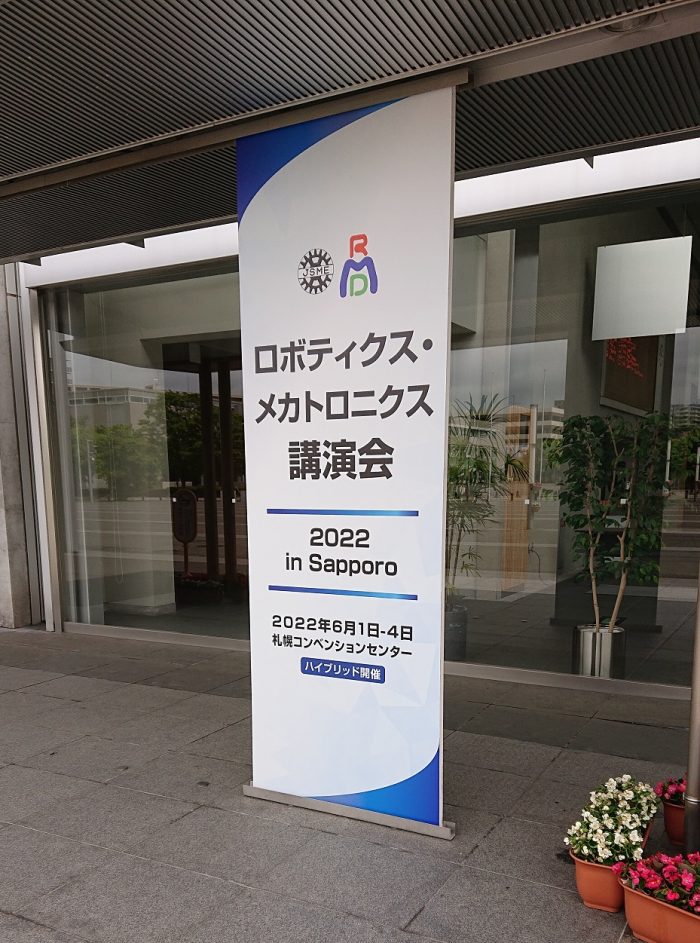 JSME
RMD
ロボティクス・
メカトロニクス
講演会
2022
in Sapporo
2022年6月1日-4日
札幌コンベンションセンター
ハイブリッド開催